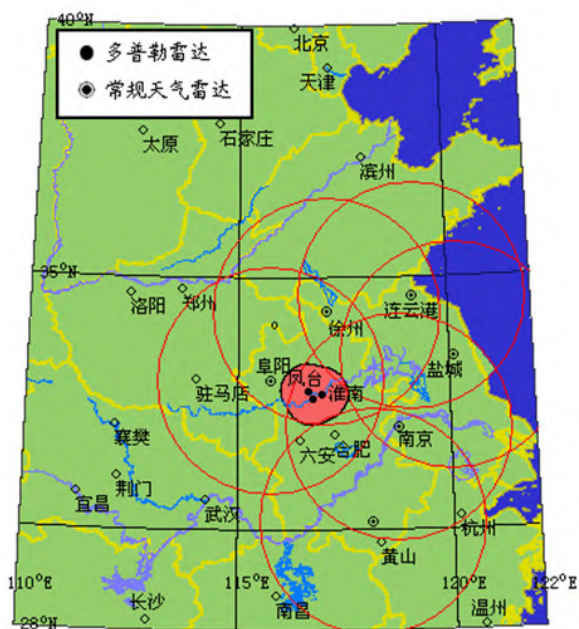 40°N
北京
多普勒雷达
天津
常规天气雷达
石家庄
太原
滨州
35°N
郑州
洛阳
连云港
徐州
盐城
阜阳
凤台
驻马店
淮南
襄樊
南京
合肥
六安
荆门
宜昌
武汉
杭州
黄山
110°E
115°E
120°E
122°E
长沙
南昌
温州
28°N